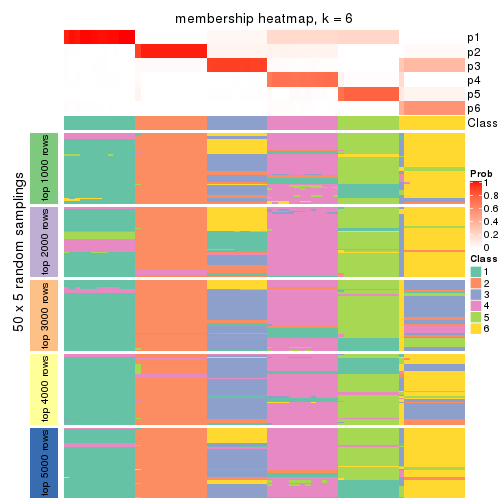 membership heatmap, k = 6
p1
p2
p3
p4
p5
p6
Class
50 x 5 random samplings
top 1000 rows
top 2000 rows
top 3000 rows
top 4000 rows
top 5000 rows
Prob
1
0.8
0.6
0.4
0.2
0
Class
1
2
3
4
5
6